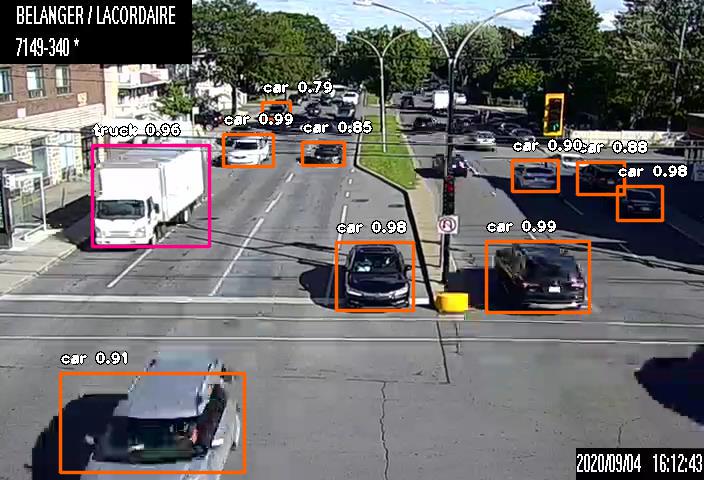 BELANGER / LACORDAIRE
7149-340 *
car 0.79
car 0.99
car 0.85
truck 0.96
car 0.90
car 0.88
car 0.98
car 0.98
car 0.99
car 0.91
2020/09/04 16:12:43